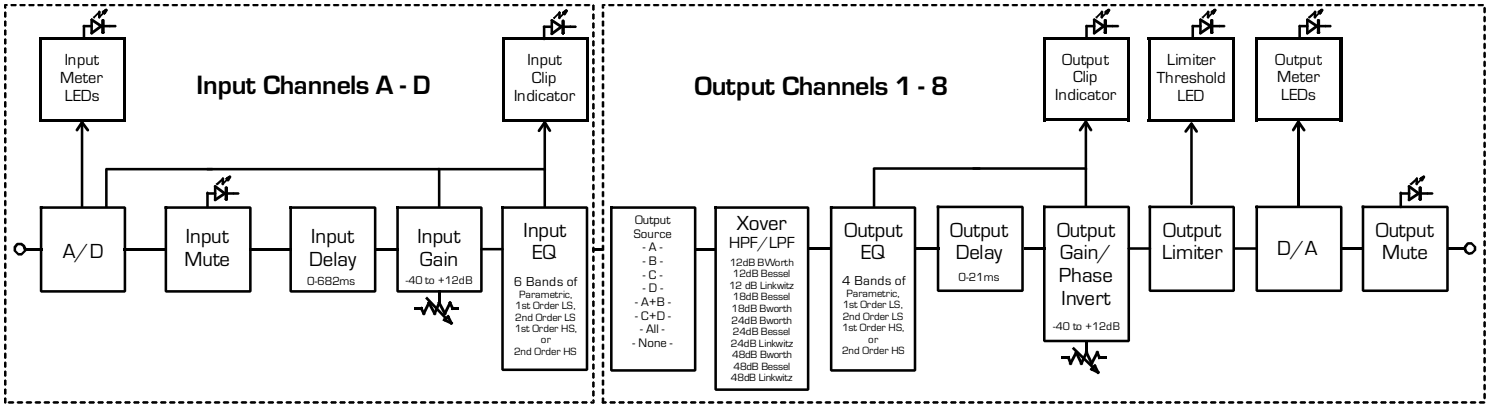 Input
Meter
LEDs
Input Channels A - D
Input
Clip
Indicator
Output Channels 1 - 8
Output
Clip
Indicator
Limiter
Threshold
LED
Output
Meter
LEDs
A/D
Input
Mute
Input
Delay
0-682ms
Input
Gain
-40 to +12dB
Input
EQ
6 Bands of
Parametric,
1st Order LS,
2nd Order LS
1st Order HS,
or
2nd Order HS
Output
Source
- A -
- B -
- C -
- D -
- A+B -
- C+D -
- All -
- None -
Xover
HPF/LPF
12dB BWorth
12dB Bessel
12 dB Linkwitz
18dB Bessel
18dB Bworth
24dB Bworth
24dB Bessel
24dB Linkwitz
48dB Bworth
48dB Bessel
48dB Linkwitz
Output
EQ
4 Bands of
Parametric,
1st Order LS,
2nd Order LS
1st Order HS,
or
2nd Order HS
Output
Delay
0-21ms
Output
Gain/
Phase
Invert
-40 to +12dB
Output
Limiter
D/A
Output
Mute